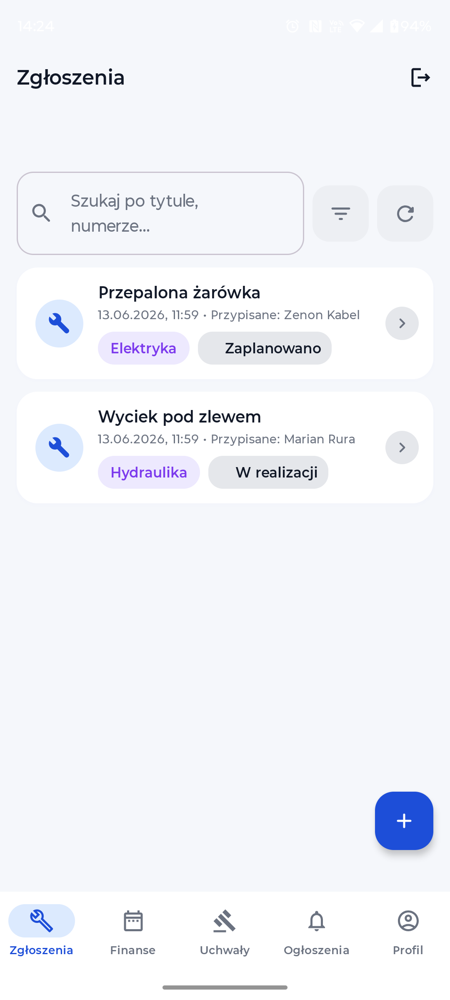 14:24
Vo LTE
94%
Zgłoszenia
Szukaj po tytule,
numerze...
Przepalona żarówka
13.06.2026, 11:59 • Przypisane: Zenon Kabel
Elektryka
Zaplanowano
Wyciek pod zlewem
13.06.2026, 11:59 • Przypisane: Marian Rura
Hydraulika
W realizacji
Zgłoszenia
Finanse
Uchwały
Ogłoszenia
Profil